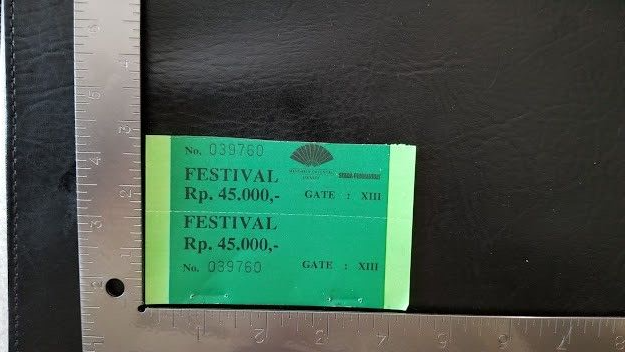 No. 039760
FESTIVAL
Rp. 45.000,-
GATE : XIII
FESTIVAL
Rp. 45.000,-
No. 039760
GATE : XIII